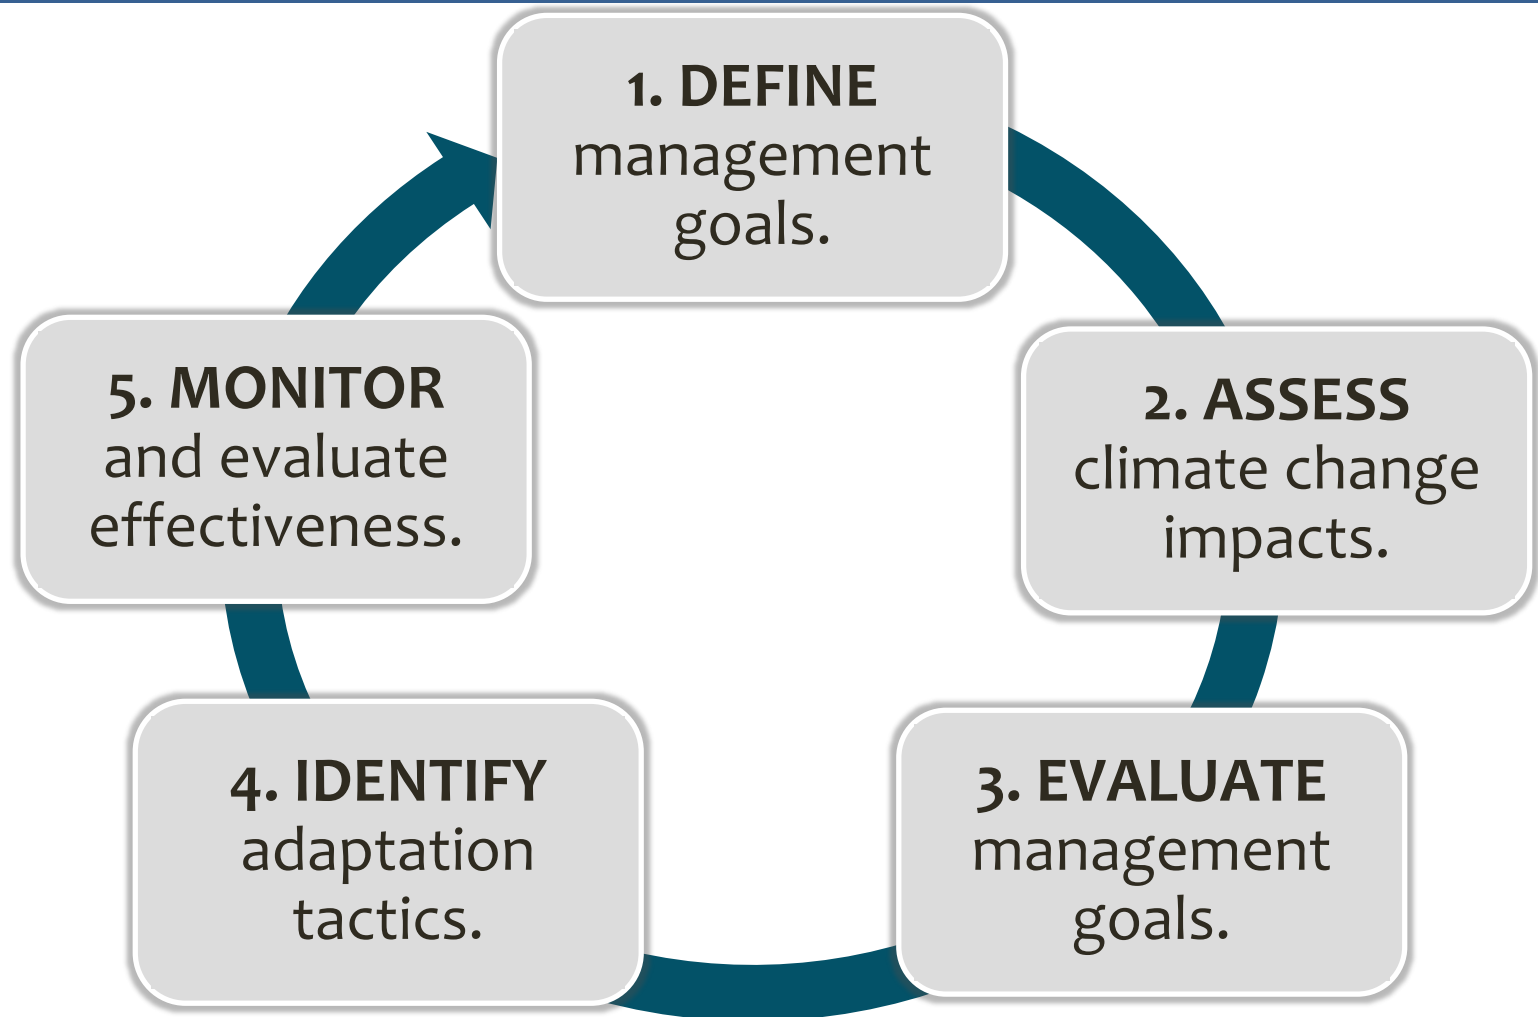 1. DEFINE
management
goals.
2. ASSESS
climate change
impacts.
3. EVALUATE
management
goals.
4. IDENTIFY
adaptation
tactics.
5. MONITOR
and evaluate
effectiveness.